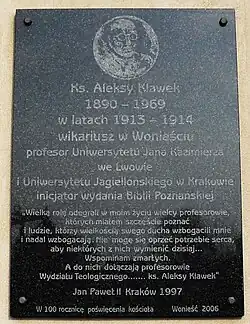 Ks. Aleksy Klawek
1890 - 1969
w latach 1913 - 1914
wikariusz w Wonieściu
profesor Uniwersytetu Jana Kazimierza
we Lwowie
i Uniwersytetu Jagiellońskiego w Krakowie
inicjator wydania Biblii Poznańskiej
"Wielką rolę odegrali w moim życiu wielcy profesorowie,
których miałem szczęście poznać
i ludzie, którzy wielkością swego ducha wzbogacili mnie
i nadal wzbogacają. Nie mogę się oprzeć potrzebie serca,
aby niektórych z nich wymienić dzisiaj...
Wspominam zmarłych.
A do nich dołączają profesorowie
Wydziału Teologicznego....... ks. Aleksy Klawek"
Jan Paweł II Kraków 1997
W 100 rocznicę poświęcenia kościoła Wonieść 2006